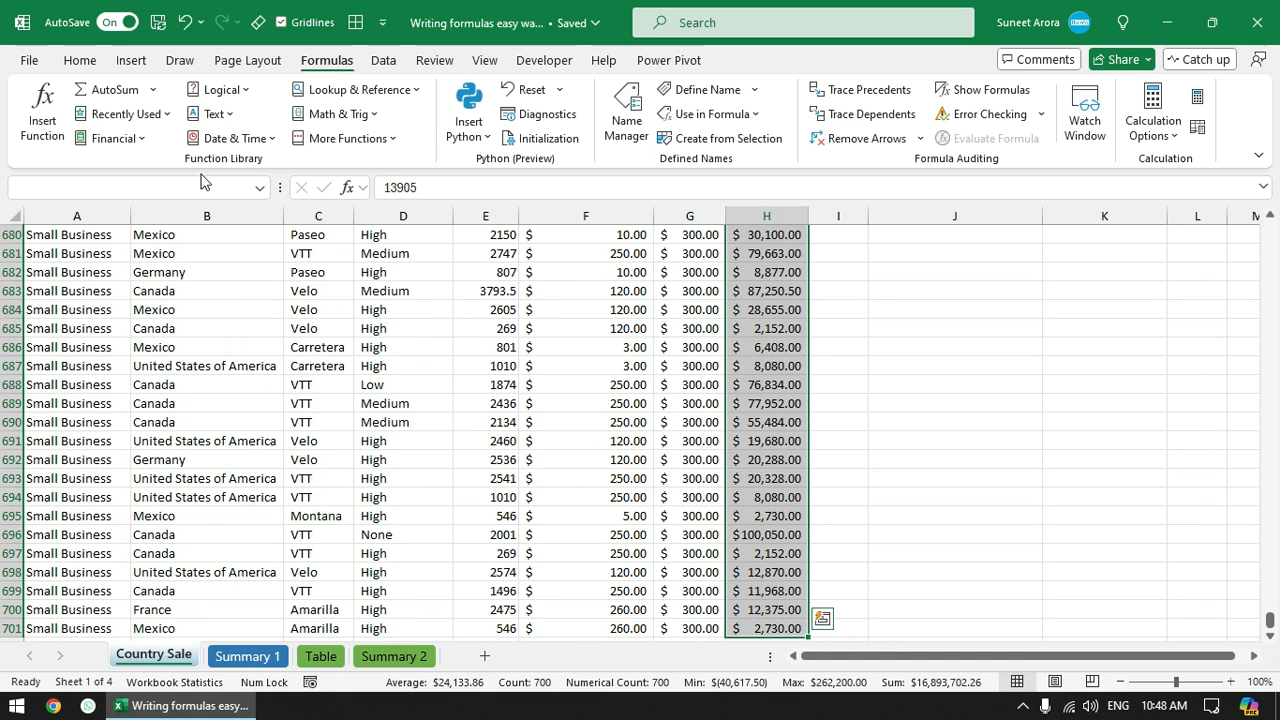 AutoSave On Gridlines Writing formulas easy wa... • Saved Search Suneet Arora
File Home Insert Draw Page Layout Formulas Data Review View Developer Help Power Pivot Comments Share Catch up
Insert Function
AutoSum
Recently Used
Financial
Logical
Text
Date & Time
Lookup & Reference
Math & Trig
More Functions
Function Library
Insert Python
Reset
Diagnostics
Initialization
Python (Preview)
Name Manager
Define Name
Use in Formula
Create from Selection
Defined Names
Trace Precedents
Trace Dependents
Remove Arrows
Show Formulas
Error Checking
Evaluate Formula
Formula Auditing
Watch Window
Calculation Options
Calculation
fx 13905
A B C D E F G H I J K L M
680 Small Business Mexico Paseo High 2150 $ 10.00 $ 300.00 $ 30,100.00
681 Small Business Mexico VTT Medium 2747 $ 250.00 $ 300.00 $ 79,663.00
682 Small Business Germany Paseo High 807 $ 10.00 $ 300.00 $ 8,877.00
683 Small Business Canada Velo Medium 3793.5 $ 120.00 $ 300.00 $ 87,250.50
684 Small Business Mexico Velo High 2605 $ 120.00 $ 300.00 $ 28,655.00
685 Small Business Canada Velo High 269 $ 120.00 $ 300.00 $ 2,152.00
686 Small Business Mexico Carretera High 801 $ 3.00 $ 300.00 $ 6,408.00
687 Small Business United States of America Carretera High 1010 $ 3.00 $ 300.00 $ 8,080.00
688 Small Business Canada VTT Low 1874 $ 250.00 $ 300.00 $ 76,834.00
689 Small Business Canada VTT Medium 2436 $ 250.00 $ 300.00 $ 77,952.00
690 Small Business Canada VTT Medium 2134 $ 250.00 $ 300.00 $ 55,484.00
691 Small Business United States of America Velo High 2460 $ 120.00 $ 300.00 $ 19,680.00
692 Small Business Germany Velo High 2536 $ 120.00 $ 300.00 $ 20,288.00
693 Small Business United States of America VTT High 2541 $ 250.00 $ 300.00 $ 20,328.00
694 Small Business United States of America VTT High 1010 $ 250.00 $ 300.00 $ 8,080.00
695 Small Business Mexico Montana High 546 $ 5.00 $ 300.00 $ 2,730.00
696 Small Business Canada VTT None 2001 $ 250.00 $ 300.00 $100,050.00
697 Small Business Canada VTT High 269 $ 250.00 $ 300.00 $ 2,152.00
698 Small Business United States of America Velo High 2574 $ 120.00 $ 300.00 $ 12,870.00
699 Small Business Canada VTT High 1496 $ 250.00 $ 300.00 $ 11,968.00
700 Small Business France Amarilla High 2475 $ 260.00 $ 300.00 $ 12,375.00
701 Small Business Mexico Amarilla High 546 $ 260.00 $ 300.00 $ 2,730.00
Country Sale Summary 1 Table Summary 2
Ready Sheet 1 of 4 Workbook Statistics Num Lock Average: $24,133.86 Count: 700 Numerical Count: 700 Min: $(40,617.50) Max: $262,200.00 Sum: $16,893,702.26 100%
Writing formulas easy... ENG 10:48 AM